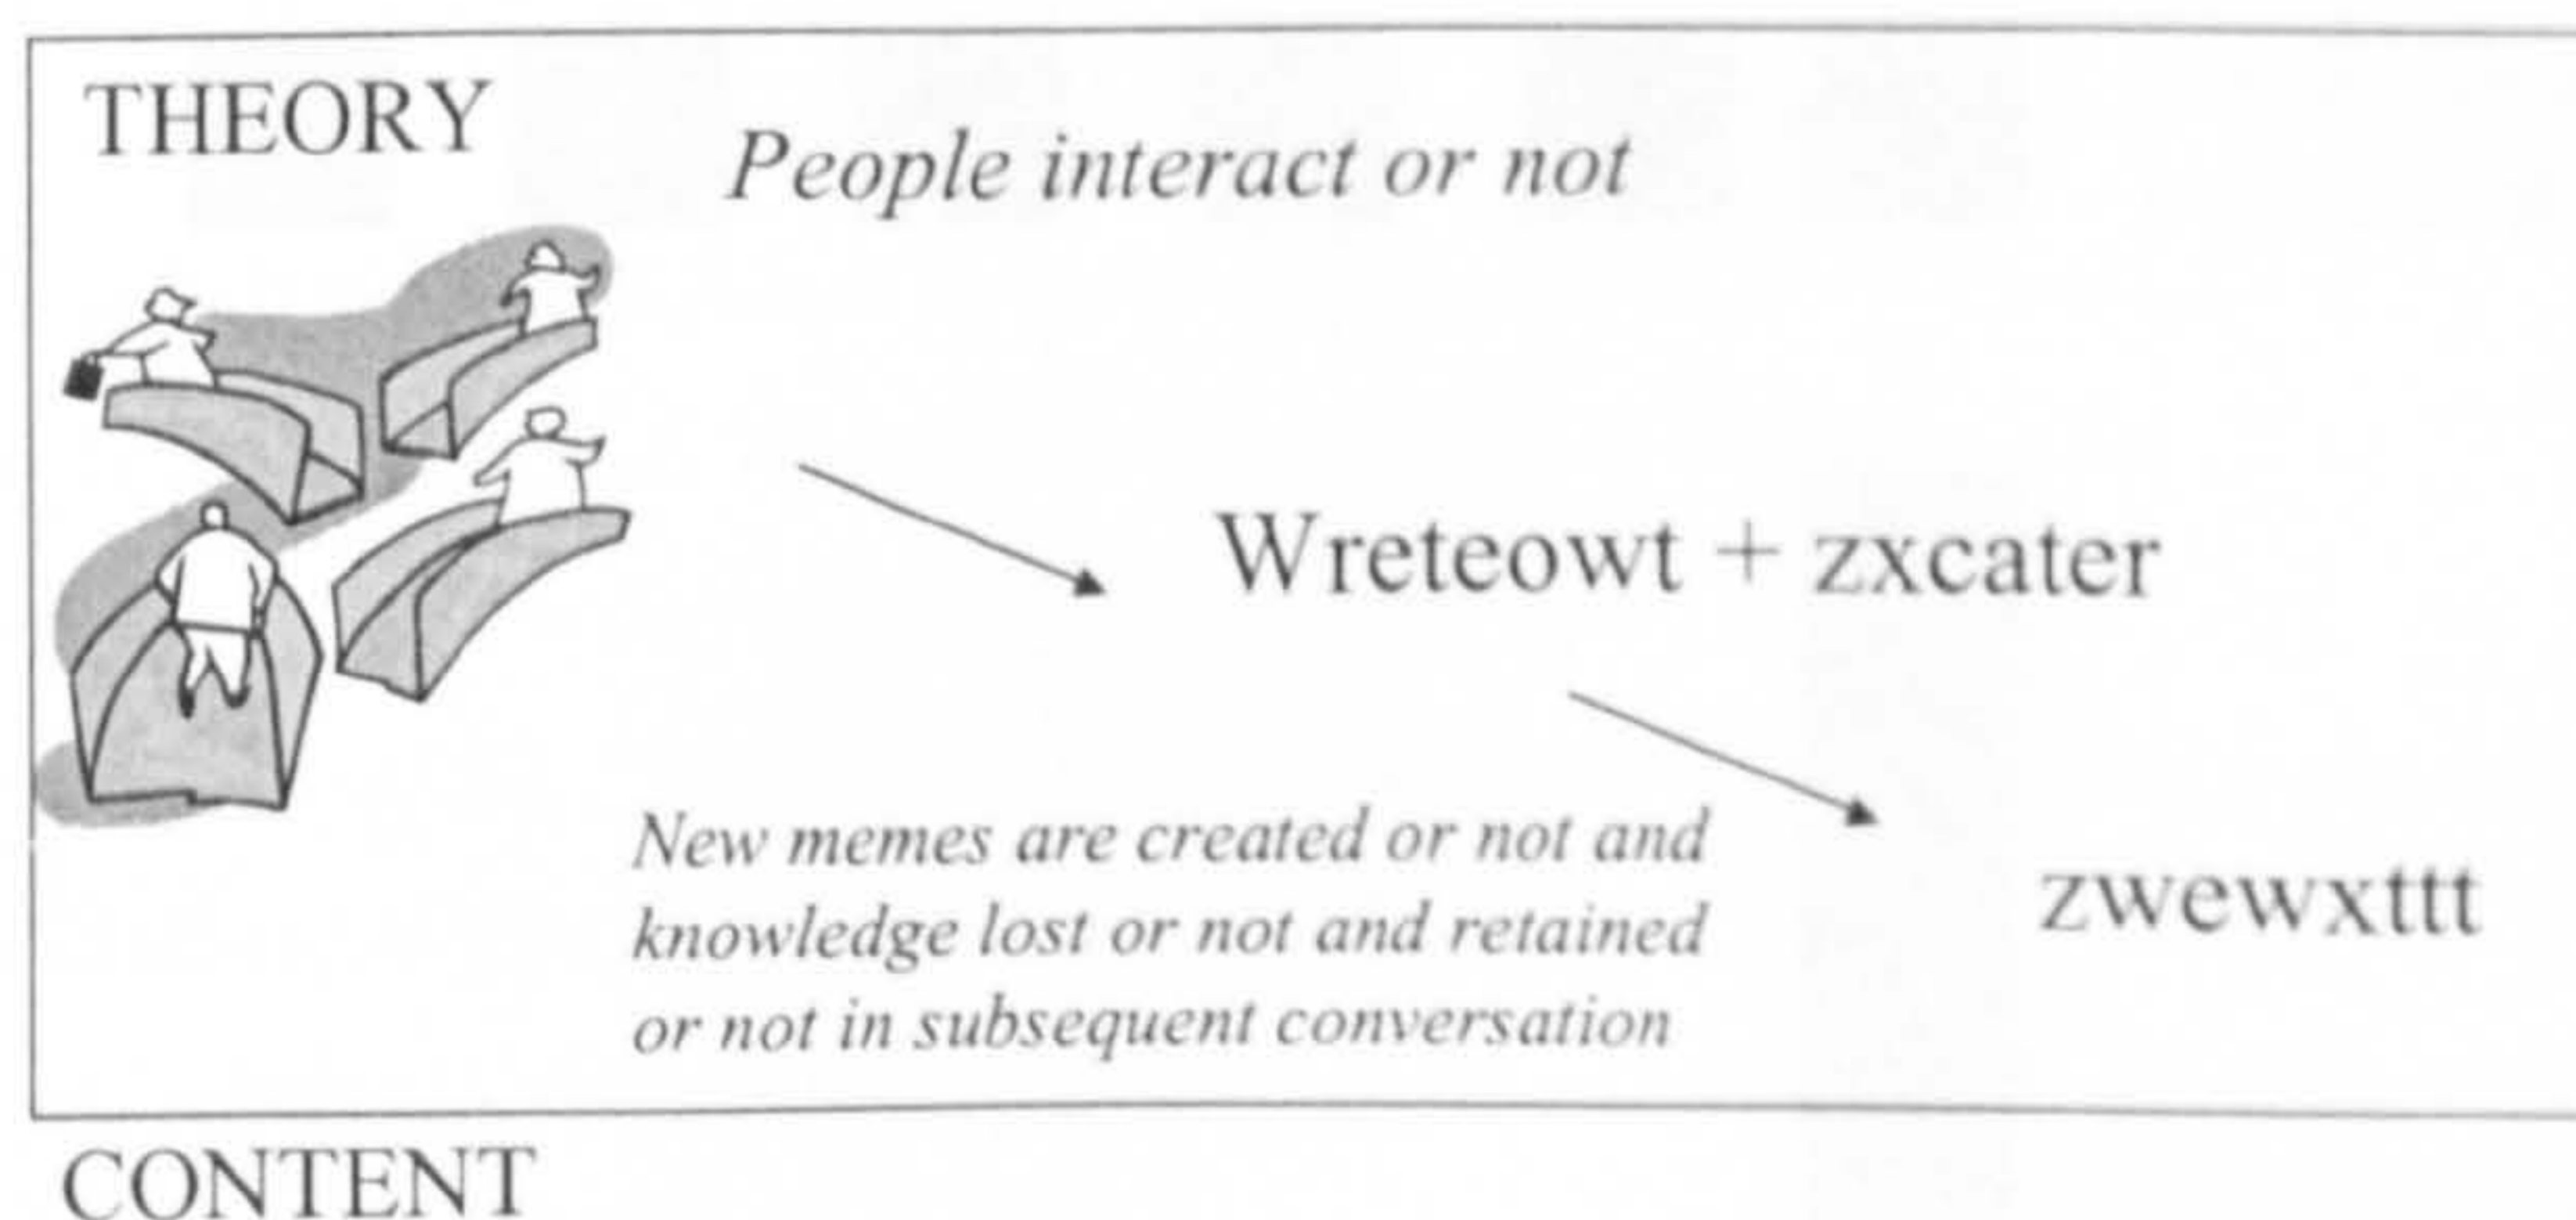 THEORY
People interact or not
Wreteowt + zxcater
New memes are created or not and
knowledge lost or not and retained
or not in subsequent conversation
zwewxttt
CONTENT